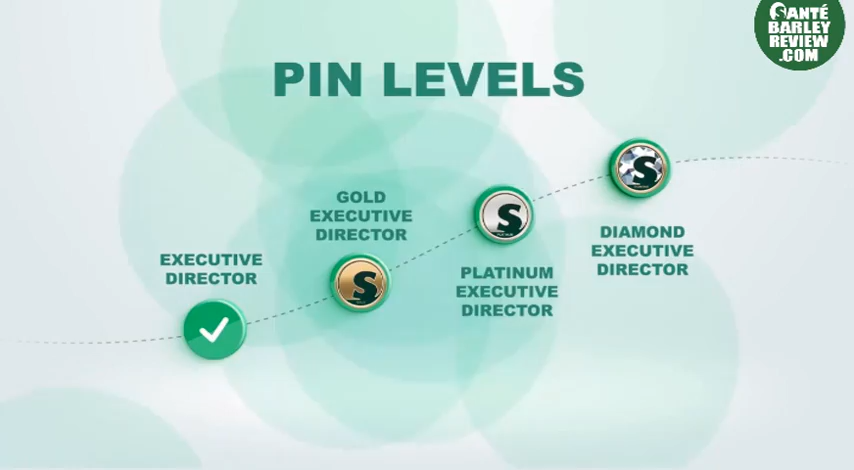 SANTÉ
BARLEY
REVIEW
.COM
PIN LEVELS
EXECUTIVE
DIRECTOR
GOLD
EXECUTIVE
DIRECTOR
PLATINUM
EXECUTIVE
DIRECTOR
DIAMOND
EXECUTIVE
DIRECTOR
S
S
S